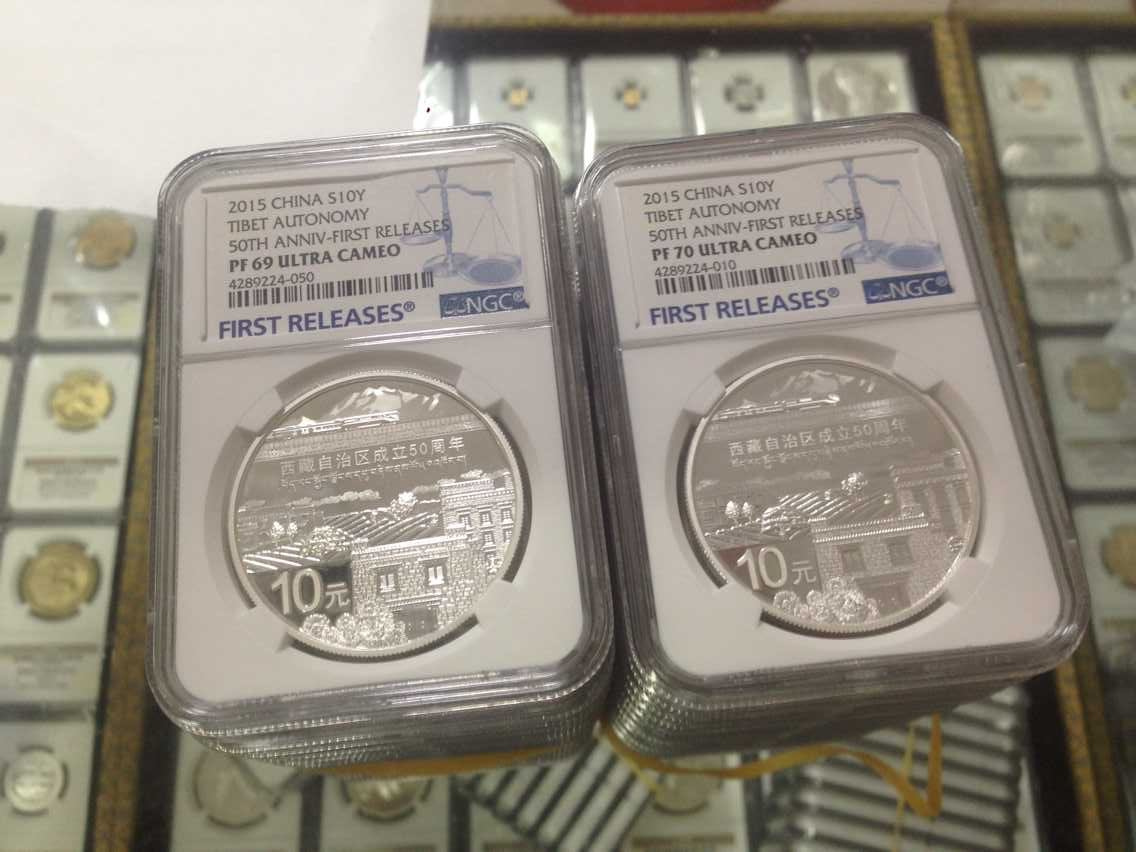 2015 CHINA S10Y
TIBET AUTONOMY
50TH ANNIV-FIRST RELEASES
PF 69 ULTRA CAMEO
4289224-050
FIRST RELEASES®
NGC®
西藏自治区成立50周年
10元
2015 CHINA S10Y
TIBET AUTONOMY
50TH ANNIV-FIRST RELEASES
PF 70 ULTRA CAMEO
4289224-010
FIRST RELEASES®
NGC®
西藏自治区成立50周年
10元